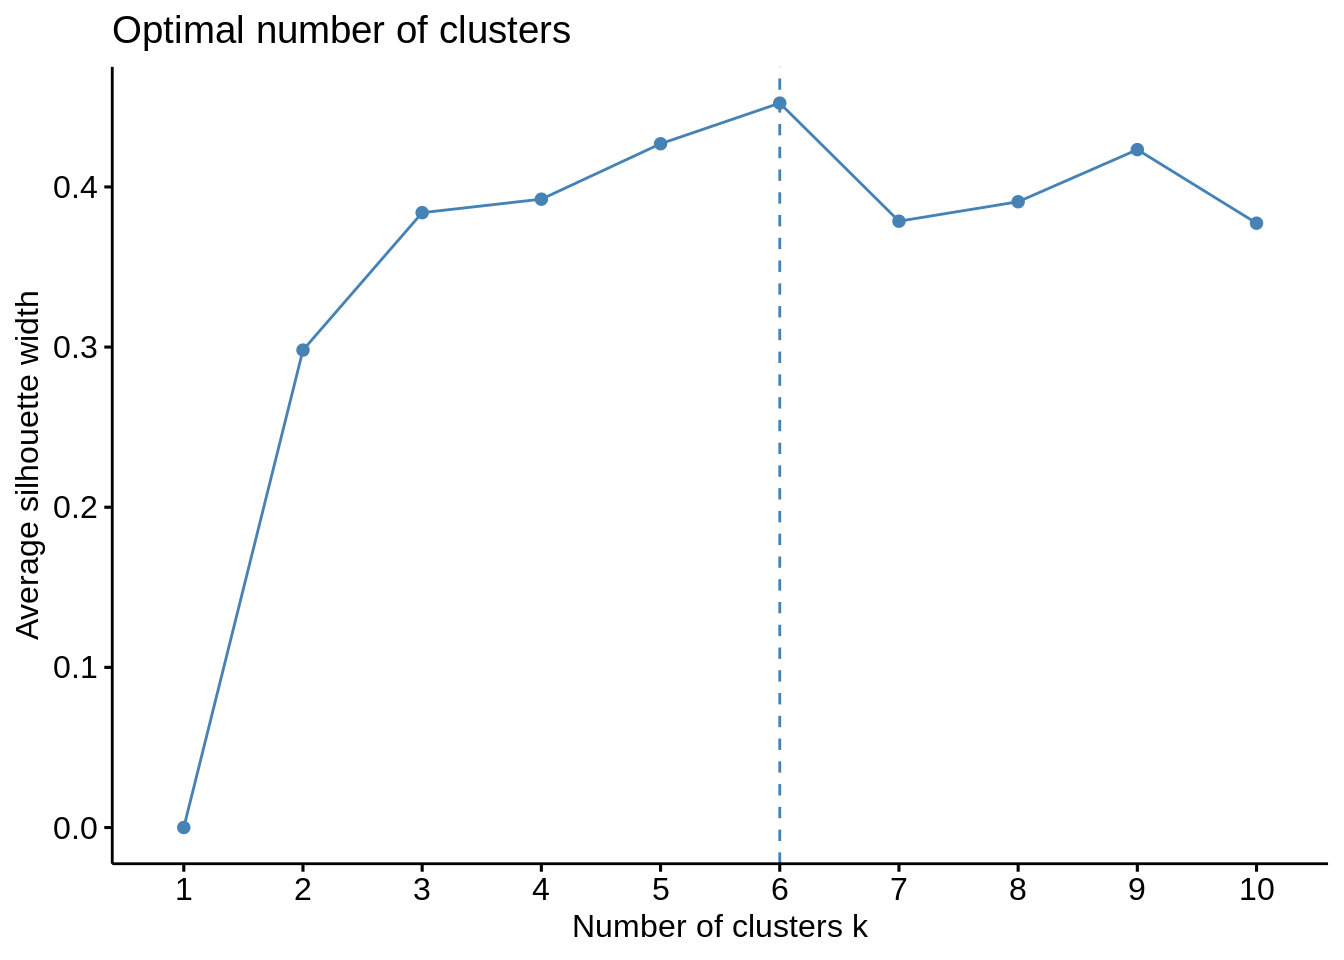 Optimal number of clusters
Average silhouette width
0.4
0.3
0.2
0.1
0.0
1 2 3 4 5 6 7 8 9 10
Number of clusters k